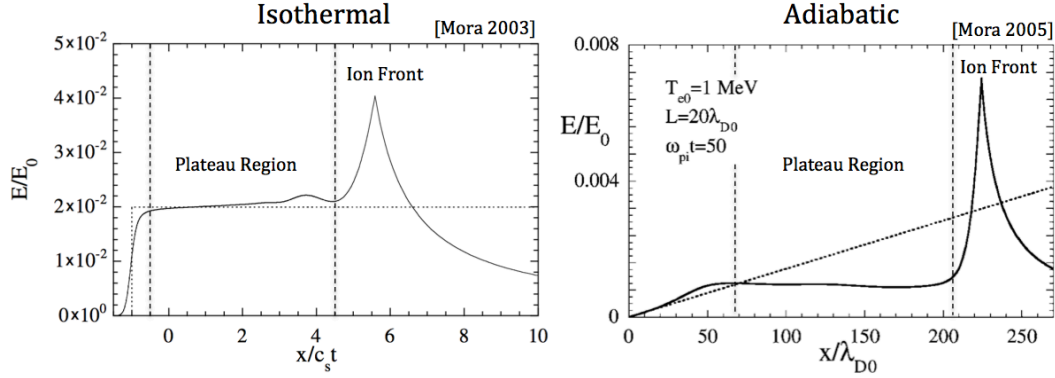 Isothermal
[Mora 2003]
5×10⁻²
4×10⁻²
3×10⁻²
2×10⁻²
1×10⁻²
0×10⁰
E/E₀
Ion Front
Plateau Region
0
2
4
6
8
10
x/cₛt
Adiabatic
[Mora 2005]
0.008
0.004
0
E/E₀
Tₑ₀=1 MeV
L=20λ_D0
ω_pi t=50
Ion Front
Plateau Region
0
50
100
150
200
250
x/λ_D0